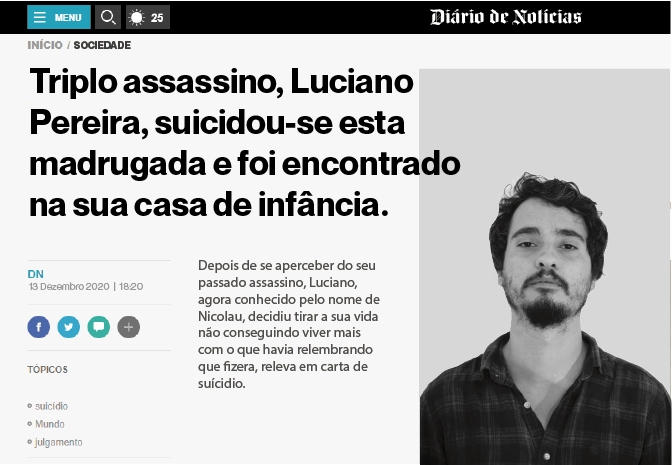 MENU
25
Diário de Notícias
INÍCIO / SOCIEDADE
Triplo assassino, Luciano
Pereira, suicidou-se esta
madrugada e foi encontrado
na sua casa de infância.
DN
13 Dezembro 2020 | 18:20
TÓPICOS
suicídio
Mundo
julgamento
Depois de se aperceber do seu
passado assassino, Luciano,
agora conhecido pelo nome de
Nicolau, decidiu tirar a sua vida
não conseguindo viver mais
com o que havia relembrando
que fizera, releva em carta de
suícidio.